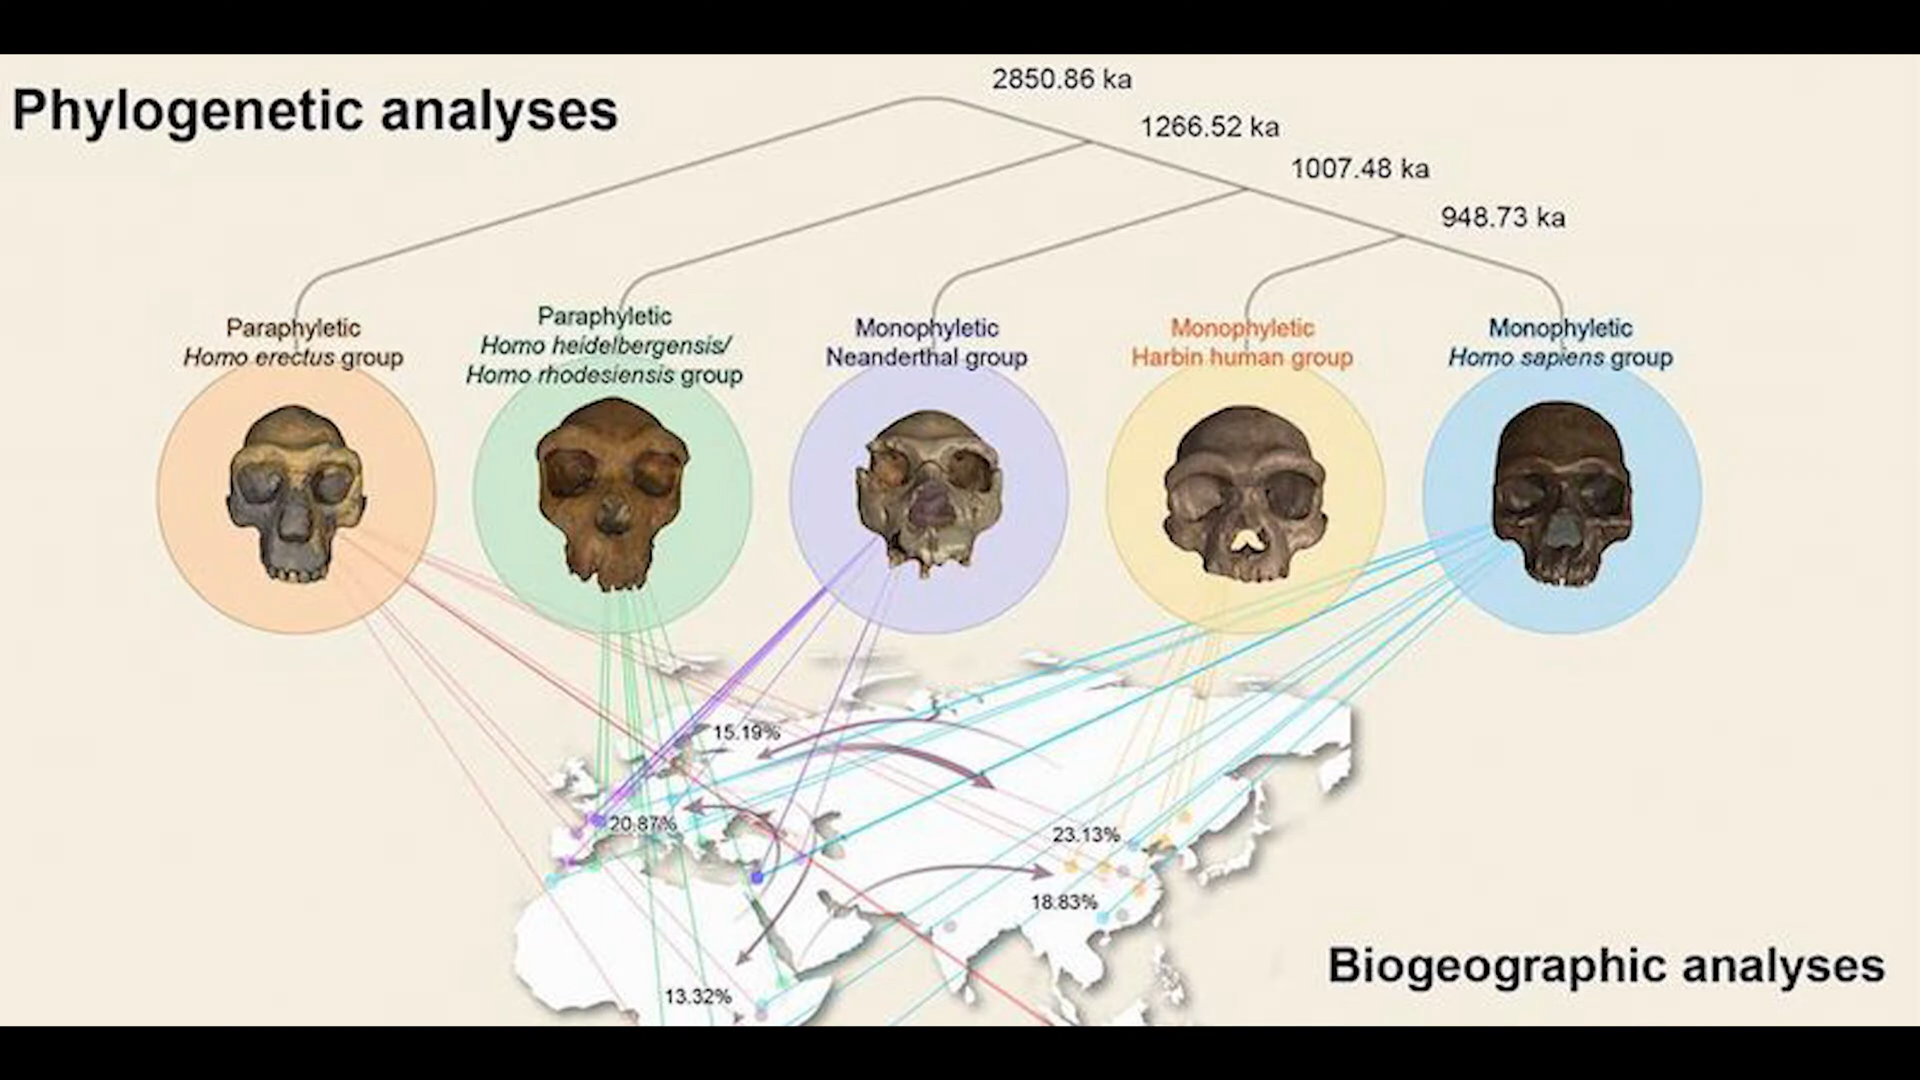 Phylogenetic analyses
2850.86 ka
1266.52 ka
1007.48 ka
948.73 ka
Paraphyletic
Homo erectus group
Paraphyletic
Homo heidelbergensis/
Homo rhodesiensis group
Monophyletic
Neanderthal group
Monophyletic
Harbin human group
Monophyletic
Homo sapiens group
15.19%
20.87%
23.13%
18.83%
13.32%
Biogeographic analyses